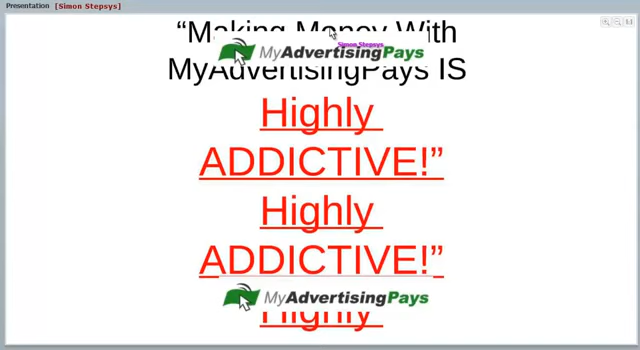 Presentation [Simon Stepsys]
“Making Money With
Simon Stepsys
MyAdvertisingPays
MyAdvertisingPays IS
Highly
ADDICTIVE!”
Highly
ADDICTIVE!”
MyAdvertisingPays
Highly